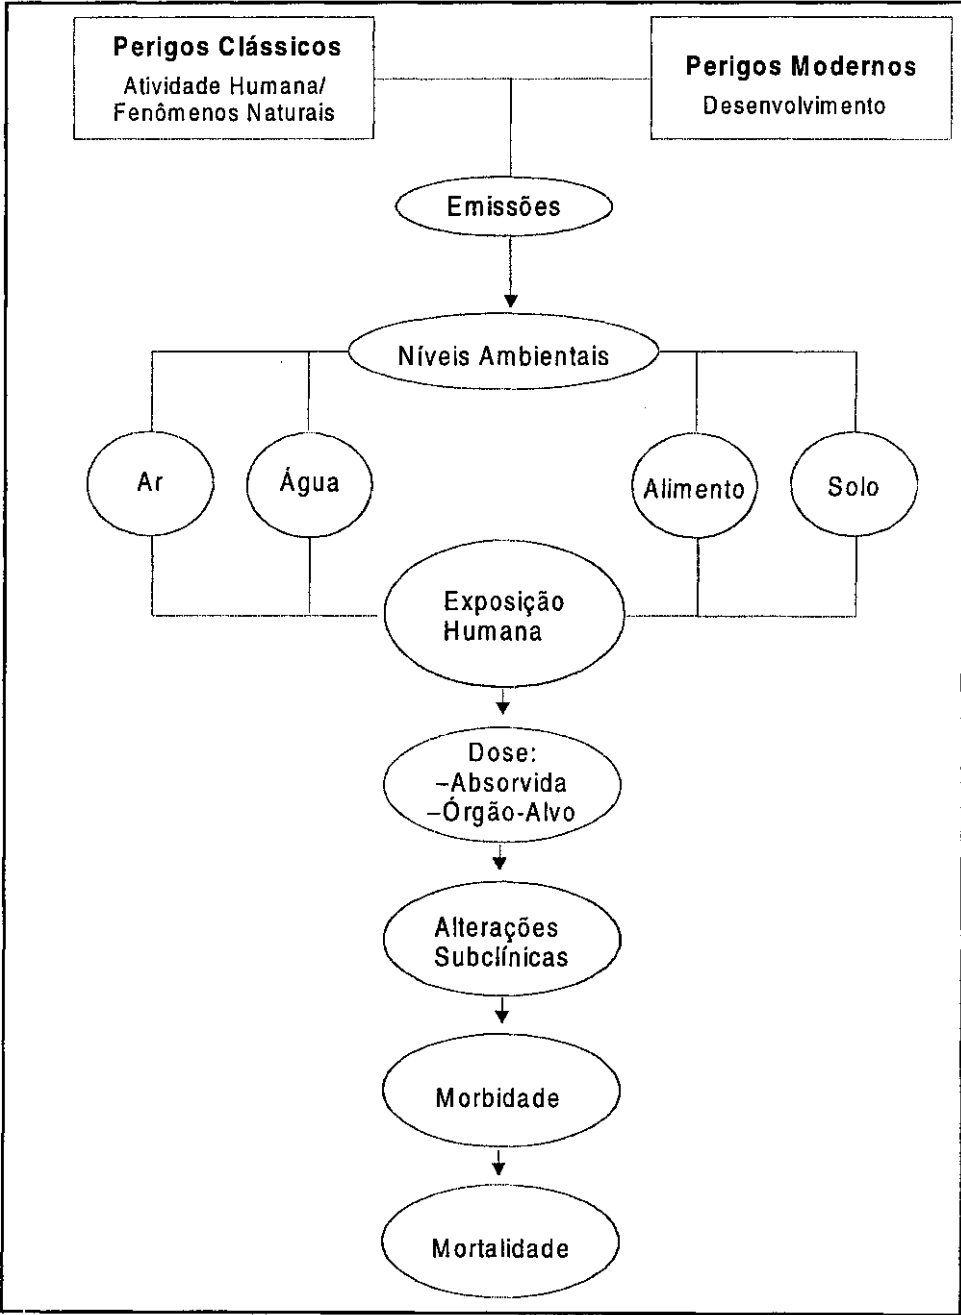 Perigos Clássicos
Atividade Humana/
Fenômenos Naturais
Perigos Modernos
Desenvolvimento
Emissões
Níveis Ambientais
Ar
Água
Alimento
Solo
Exposição
Humana
Dose:
–Absorvida
–Órgão-Alvo
Alterações
Subclínicas
Morbidade
Mortalidade